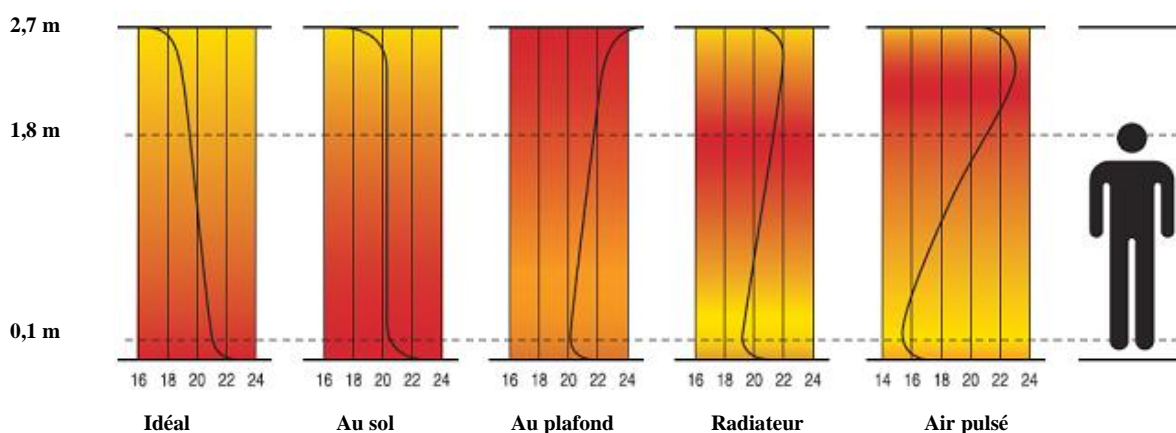 2,7 m
1,8 m
0,1 m
16 18 20 22 24
16 18 20 22 24
16 18 20 22 24
16 18 20 22 24
14 16 18 20 22 24
Idéal
Au sol
Au plafond
Radiateur
Air pulsé